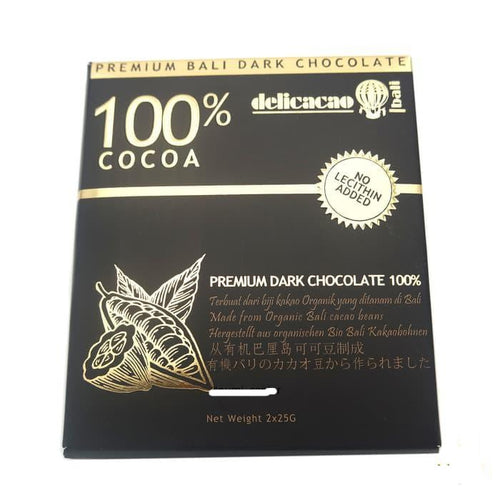 PREMIUM BALI DARK CHOCOLATE
100%
COCOA
delicacao
bali
NO
LECITHIN
ADDED
PREMIUM DARK CHOCOLATE 100%
Terbuat dari biji kakao Organik yang ditanam di Bali
Made from Organic Bali cacao beans
Hergestellt aus organischen Bio Bali Kakaobohnen
从有机巴厘岛可可豆制成
有機バリのカカオ豆から作られました
Net Weight 2x25G